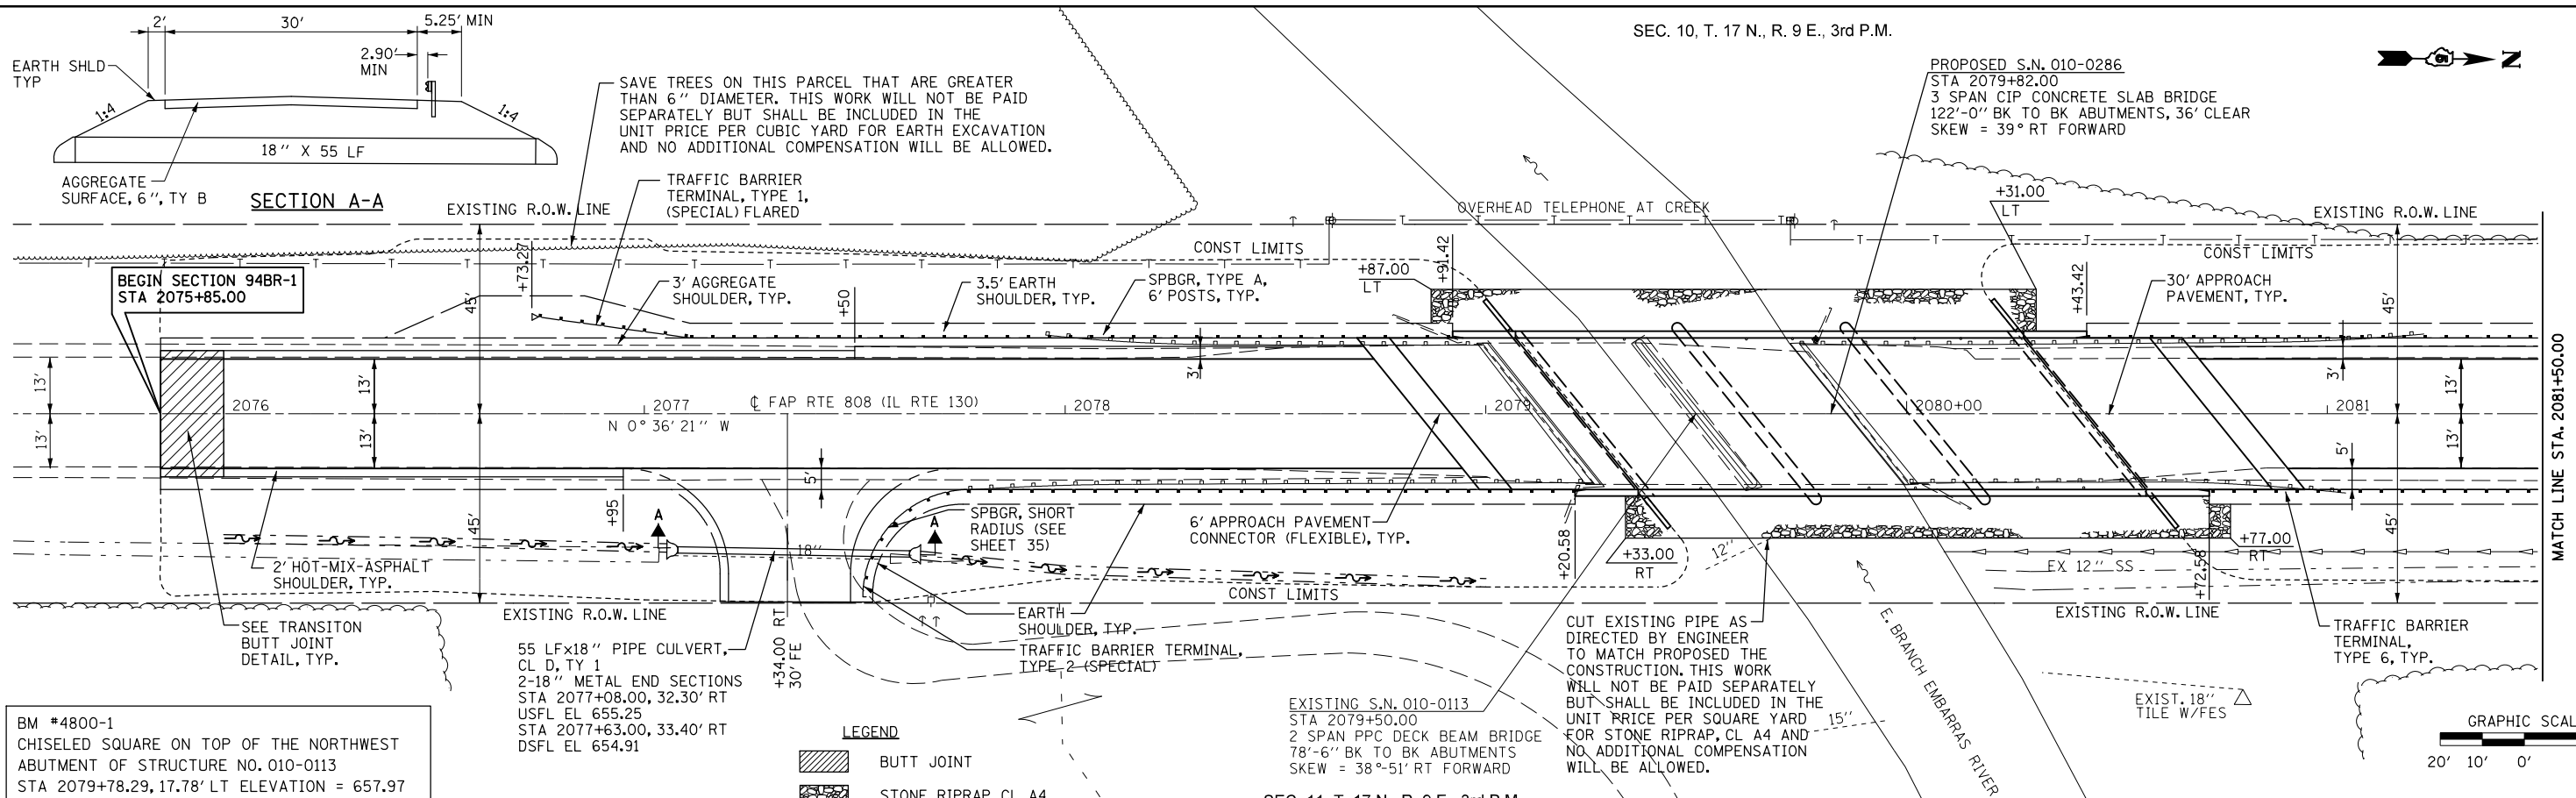 2'
30'
5.25' MIN
2.90'
MIN
EARTH SHLD
TYP
1:4
1:4
18" X 55 LF
AGGREGATE
SURFACE, 6", TY B
SECTION A-A
SAVE TREES ON THIS PARCEL THAT ARE GREATER
THAN 6" DIAMETER. THIS WORK WILL NOT BE PAID
SEPARATELY BUT SHALL BE INCLUDED IN THE
UNIT PRICE PER CUBIC YARD FOR EARTH EXCAVATION
AND NO ADDITIONAL COMPENSATION WILL BE ALLOWED.
SEC. 10, T. 17 N., R. 9 E., 3rd P.M.
N
PROPOSED S.N. 010-0286
STA 2079+82.00
3 SPAN CIP CONCRETE SLAB BRIDGE
122'-0" BK TO BK ABUTMENTS, 36' CLEAR
SKEW = 39° RT FORWARD
TRAFFIC BARRIER
TERMINAL, TYPE 1,
(SPECIAL) FLARED
EXISTING R.O.W. LINE
OVERHEAD TELEPHONE AT CREEK
+31.00
LT
EXISTING R.O.W. LINE
CONST LIMITS
CONST LIMITS
BEGIN SECTION 94BR-1
STA 2075+85.00
45'
+73.27
3' AGGREGATE
SHOULDER, TYP.
+50
3.5' EARTH
SHOULDER, TYP.
SPBGR, TYPE A,
6' POSTS, TYP.
+87.00
LT
+91.42
+43.42
30' APPROACH
PAVEMENT, TYP.
45'
3'
3'
13'
13'
13'
13'
13'
13'
2076
2077
℄ FAP RTE 808 (IL RTE 130)
2078
2079
2080+00
2081
N 0° 36' 21" W
MATCH LINE STA. 2081+50.00
5'
5'
+95
45'
A
A
18"
SPBGR, SHORT
RADIUS (SEE
SHEET 35)
6' APPROACH PAVEMENT
CONNECTOR (FLEXIBLE), TYP.
+20.58
+33.00
RT
12"
+72.58
+77.00
RT
45'
EX 12" SS
2' HOT-MIX-ASPHALT
SHOULDER, TYP.
CONST LIMITS
EXISTING R.O.W. LINE
EXISTING R.O.W. LINE
SEE TRANSITON
BUTT JOINT
DETAIL, TYP.
55 LFx18" PIPE CULVERT,
CL D, TY 1
2-18" METAL END SECTIONS
STA 2077+08.00, 32.30' RT
USFL EL 655.25
STA 2077+63.00, 33.40' RT
DSFL EL 654.91
+34.00 RT
30' FE
EARTH
SHOULDER, TYP.
TRAFFIC BARRIER TERMINAL,
TYPE 2 (SPECIAL)
CUT EXISTING PIPE AS
DIRECTED BY ENGINEER
TO MATCH PROPOSED THE
CONSTRUCTION. THIS WORK
WILL NOT BE PAID SEPARATELY
BUT SHALL BE INCLUDED IN THE
UNIT PRICE PER SQUARE YARD
FOR STONE RIPRAP, CL A4 AND
NO ADDITIONAL COMPENSATION
WILL BE ALLOWED.
15"
E. BRANCH EMBARRAS RIVER
TRAFFIC BARRIER
TERMINAL,
TYPE 6, TYP.
EXIST. 18"
TILE W/FES
EXISTING S.N. 010-0113
STA 2079+50.00
2 SPAN PPC DECK BEAM BRIDGE
78'-6" BK TO BK ABUTMENTS
SKEW = 38°-51' RT FORWARD
BM #4800-1
CHISELED SQUARE ON TOP OF THE NORTHWEST
ABUTMENT OF STRUCTURE NO. 010-0113
STA 2079+78.29, 17.78' LT ELEVATION = 657.97
LEGEND
BUTT JOINT
STONE RIPRAP, CL A4
SEC. 11, T. 17 N., R. 9 E., 3rd P.M.
GRAPHIC SCAL
20' 10' 0'